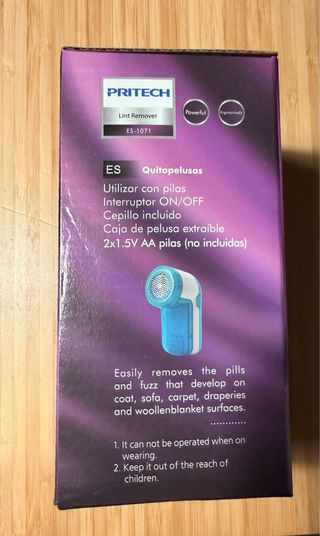 PRITECH
Lint Remover
ES-1071
Powerful
Ergonomically
ES Quitapelusas
Utilizar con pilas
Interruptor ON/OFF
Cepillo incluido
Caja de pelusa extraíble
2x1.5V AA pilas (no incluidas)
Easily removes the pills
and fuzz that develop on
coat, sofa, carpet, draperies
and woollenblanket surfaces.
1. It can not be operated when on
wearing.
2. Keep it out of the reach of
children.